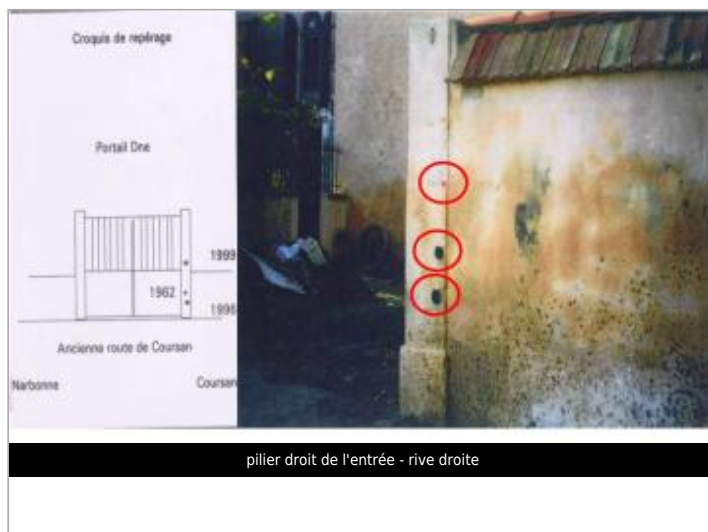 Croquis de repérage
Portail Dne
1999
1962
1996
Ancienne route de Coursan
Narbonne
Coursan
pilier droit de l'entrée - rive droite